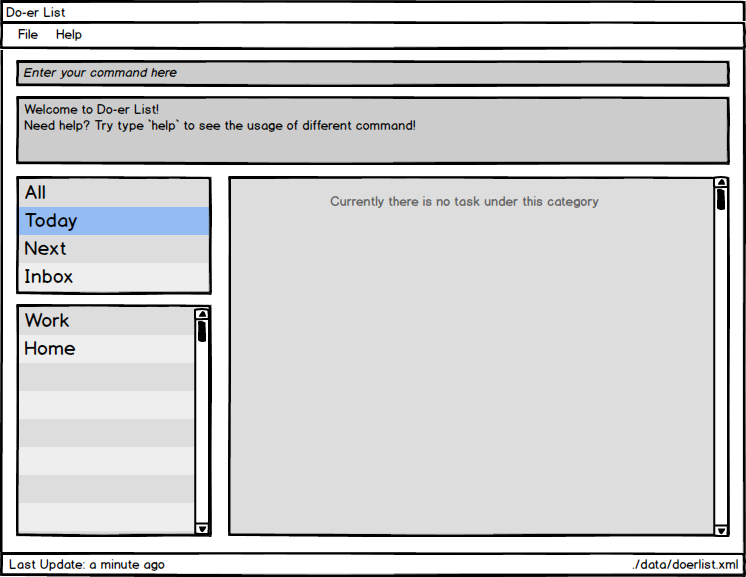 Do-er List
File Help
Enter your command here
Welcome to Do-er List!
Need help? Try type `help` to see the usage of different command!
All
Today
Next
Inbox
Work
Home
Currently there is no task under this category
Last Update: a minute ago
./data/doerlist.xml